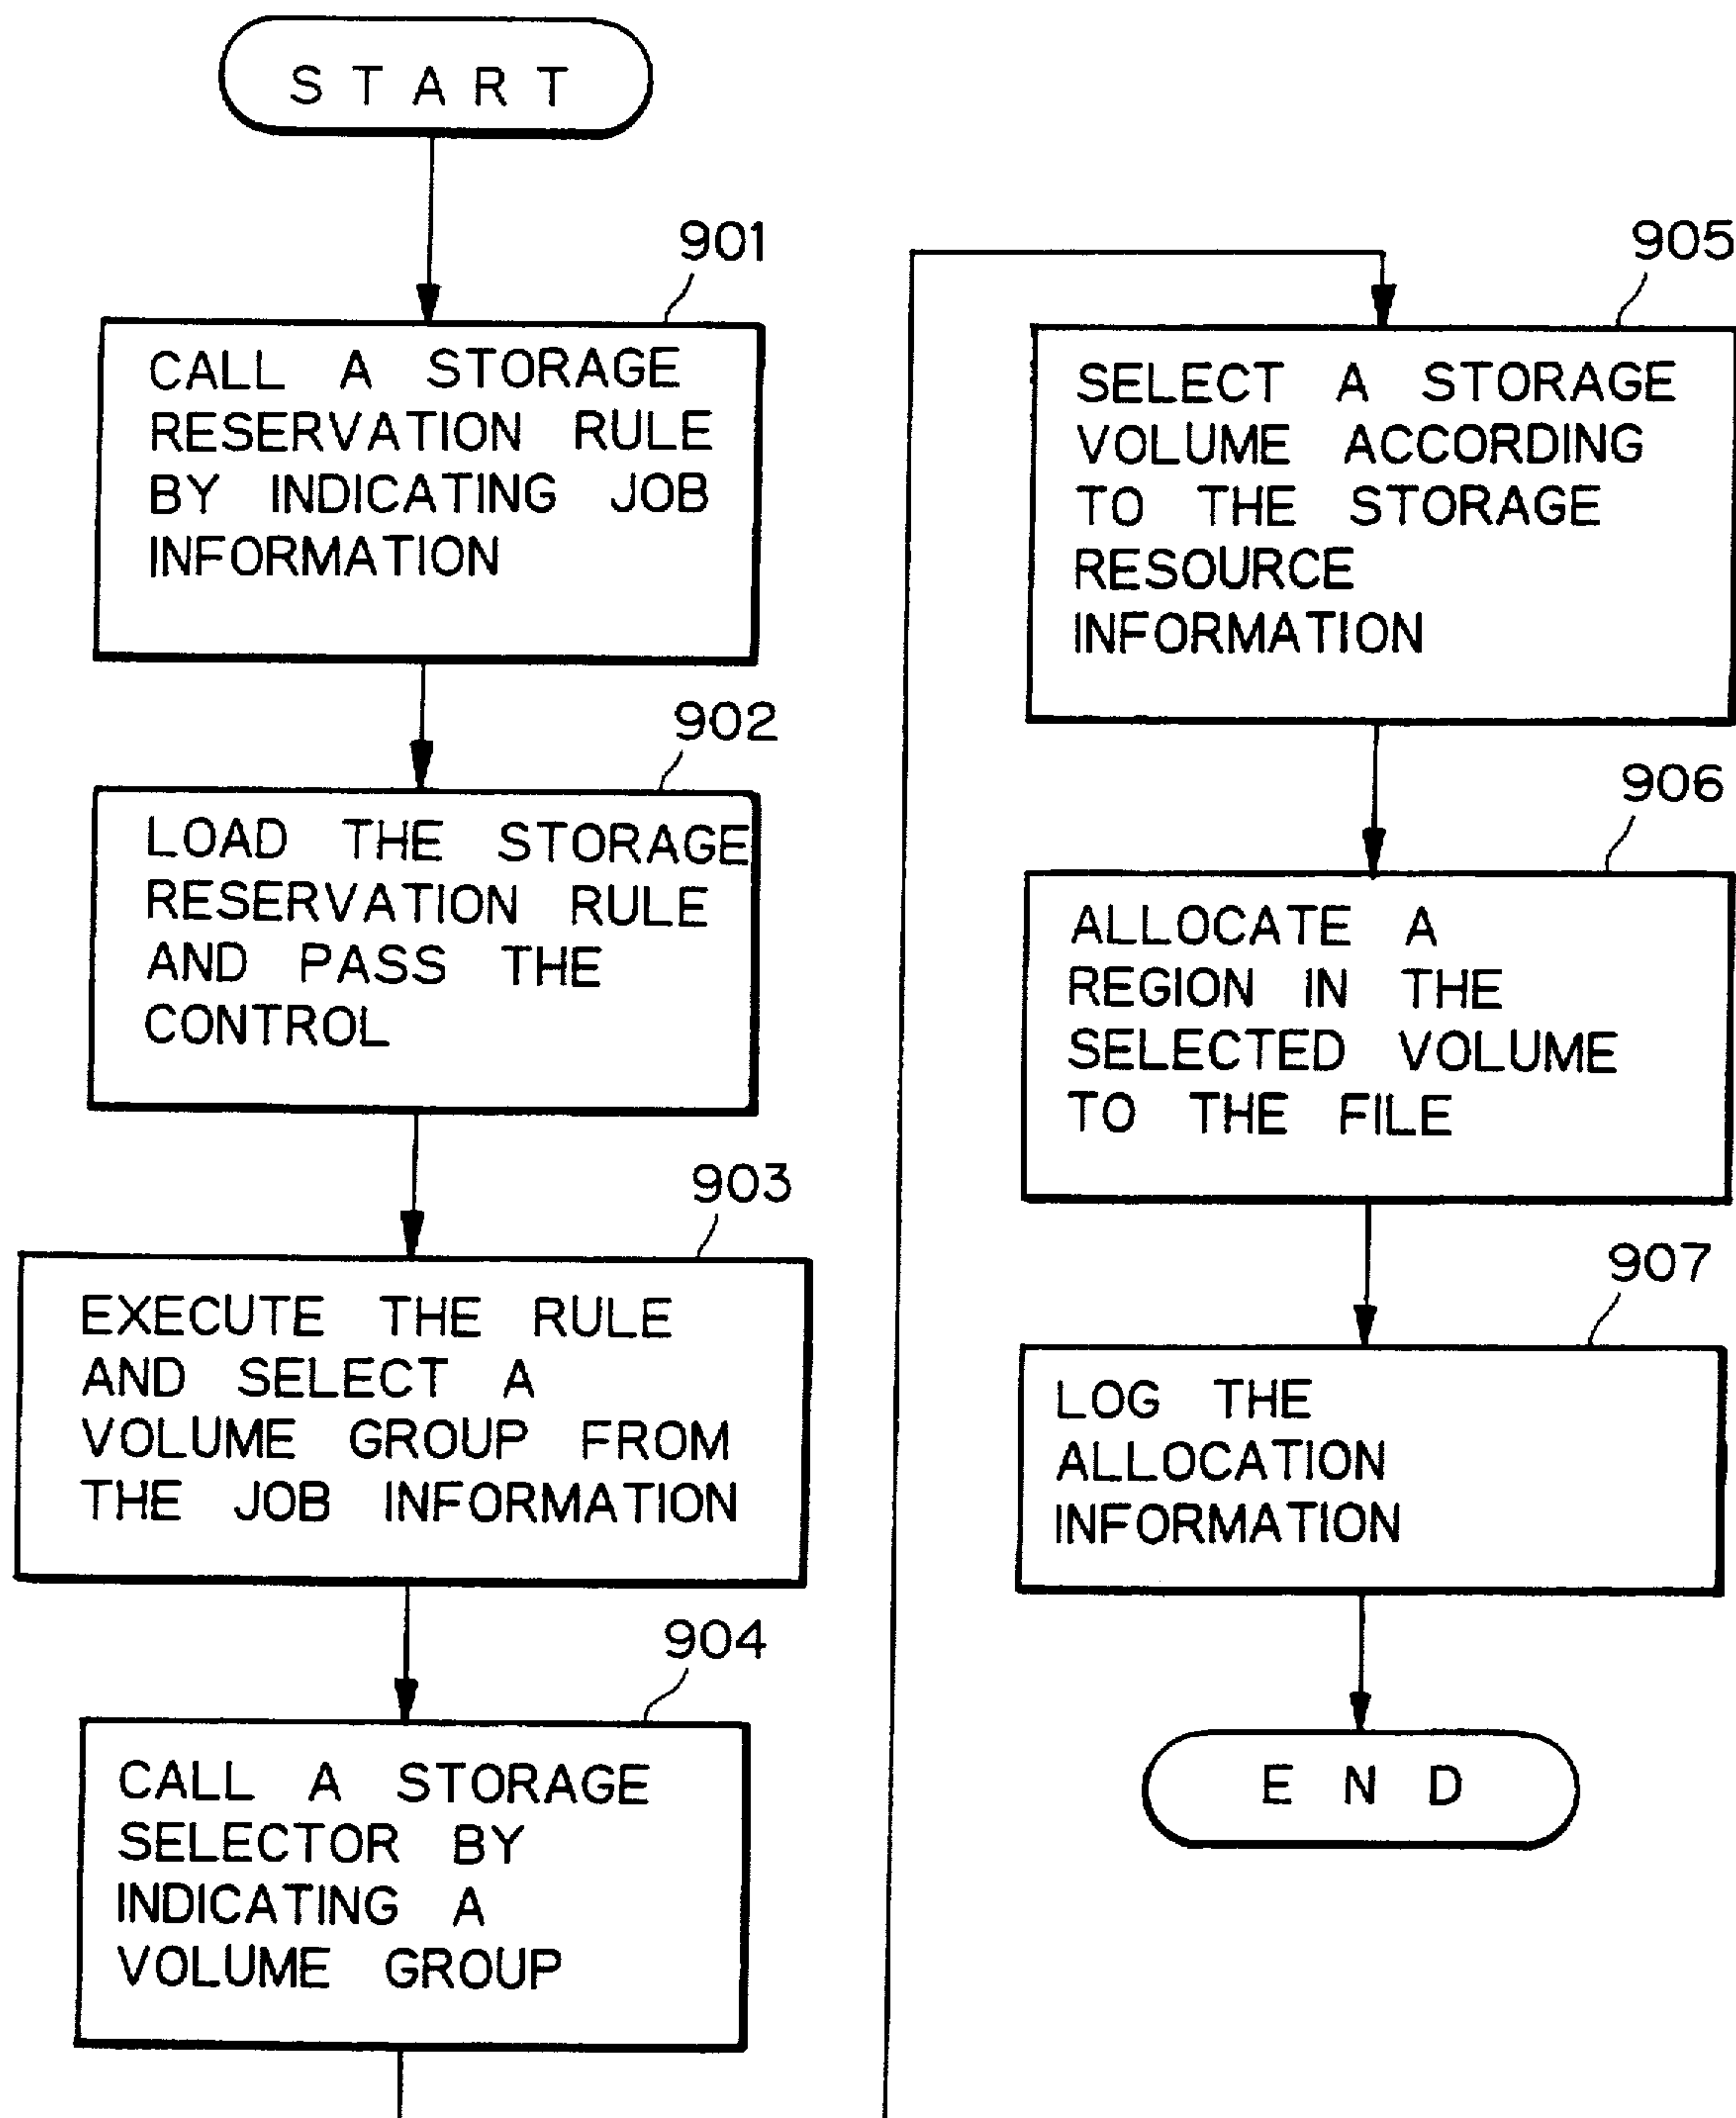 START
901
CALL A STORAGE
RESERVATION RULE
BY INDICATING JOB
INFORMATION
902
LOAD THE STORAGE
RESERVATION RULE
AND PASS THE
CONTROL
903
EXECUTE THE RULE
AND SELECT A
VOLUME GROUP FROM
THE JOB INFORMATION
904
CALL A STORAGE
SELECTOR BY
INDICATING A
VOLUME GROUP
905
SELECT A STORAGE
VOLUME ACCORDING
TO THE STORAGE
RESOURCE
INFORMATION
906
ALLOCATE A
REGION IN THE
SELECTED VOLUME
TO THE FILE
907
LOG THE
ALLOCATION
INFORMATION
END